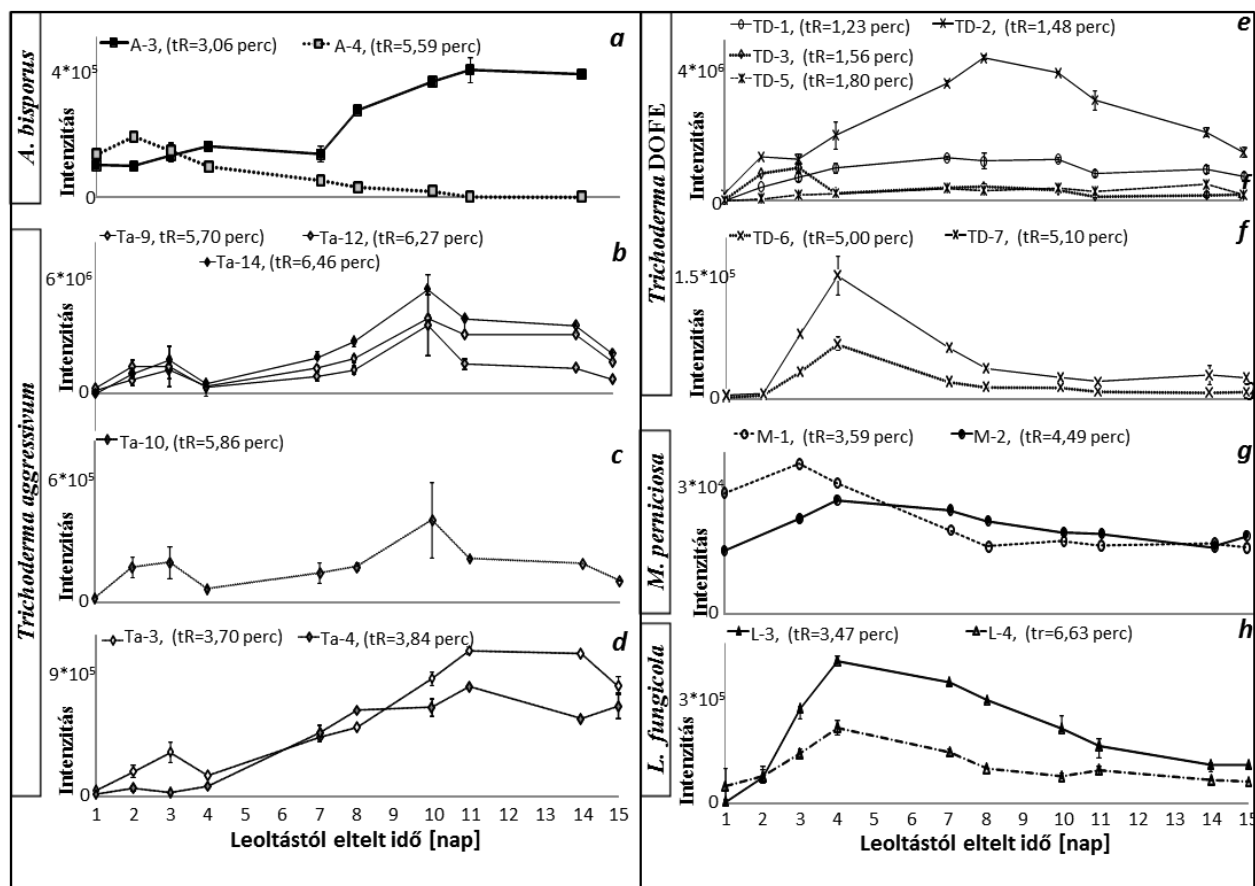 A. bisporus
Intenzitás
A-3, (tR=3,06 perc) A-4, (tR=5,59 perc)
a
4*10⁵
0
Trichoderma aggressivum
Intenzitás
Ta-9, (tR=5,70 perc) Ta-12, (tR=6,27 perc)
Ta-14, (tR=6,46 perc)
b
6*10⁶
0
Intenzitás
Ta-10, (tR=5,86 perc)
c
6*10⁵
0
Intenzitás
Ta-3, (tR=3,70 perc) Ta-4, (tR=3,84 perc)
d
9*10⁵
0
1 2 3 4 5 6 7 8 9 10 11 12 13 14 15
Leoltástól eltelt idő [nap]
Trichoderma DOFE
Intenzitás
TD-1, (tR=1,23 perc) TD-2, (tR=1,48 perc)
TD-3, (tR=1,56 perc)
TD-5, (tR=1,80 perc)
e
4*10⁶
0
Intenzitás
TD-6, (tR=5,00 perc) TD-7, (tR=5,10 perc)
f
1.5*10⁵
0
M. perniciosa
Intenzitás
M-1, (tR=3,59 perc) M-2, (tR=4,49 perc)
g
3*10⁴
0
L. fungicola
Intenzitás
L-3, (tR=3,47 perc) L-4, (tr=6,63 perc)
h
3*10⁵
0
1 2 3 4 5 6 7 8 9 10 11 12 13 14 15
Leoltástól eltelt idő [nap]